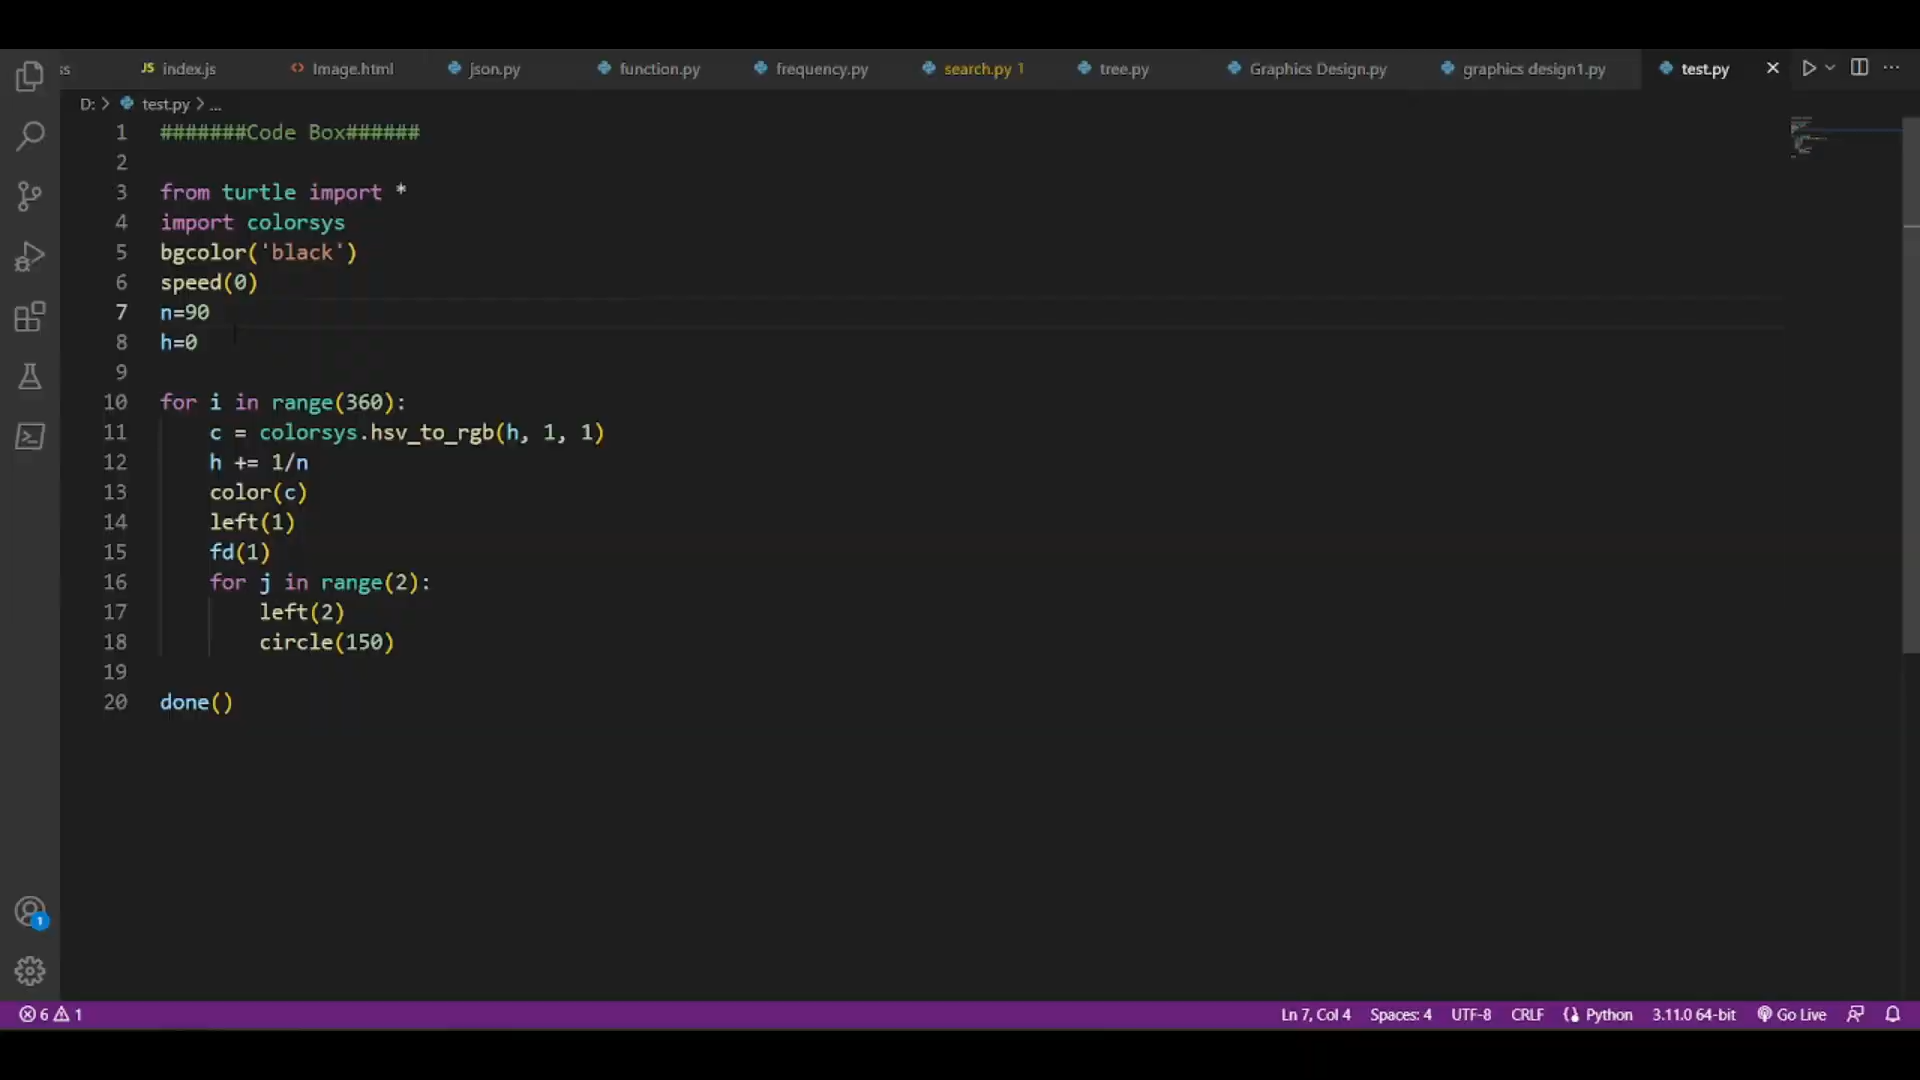 ss index.js Image.html json.py function.py frequency.py search.py 1 tree.py Graphics Design.py graphics design1.py test.py
D: > test.py > ...
1 #######Code Box######
2
3 from turtle import *
4 import colorsys
5 bgcolor('black')
6 speed(0)
7 n=90
8 h=0
9
10 for i in range(360):
11     c = colorsys.hsv_to_rgb(h, 1, 1)
12     h += 1/n
13     color(c)
14     left(1)
15     fd(1)
16     for j in range(2):
17         left(2)
18         circle(150)
19
20 done()
1
6 1 Ln 7, Col 4 Spaces: 4 UTF-8 CRLF Python 3.11.0 64-bit Go Live